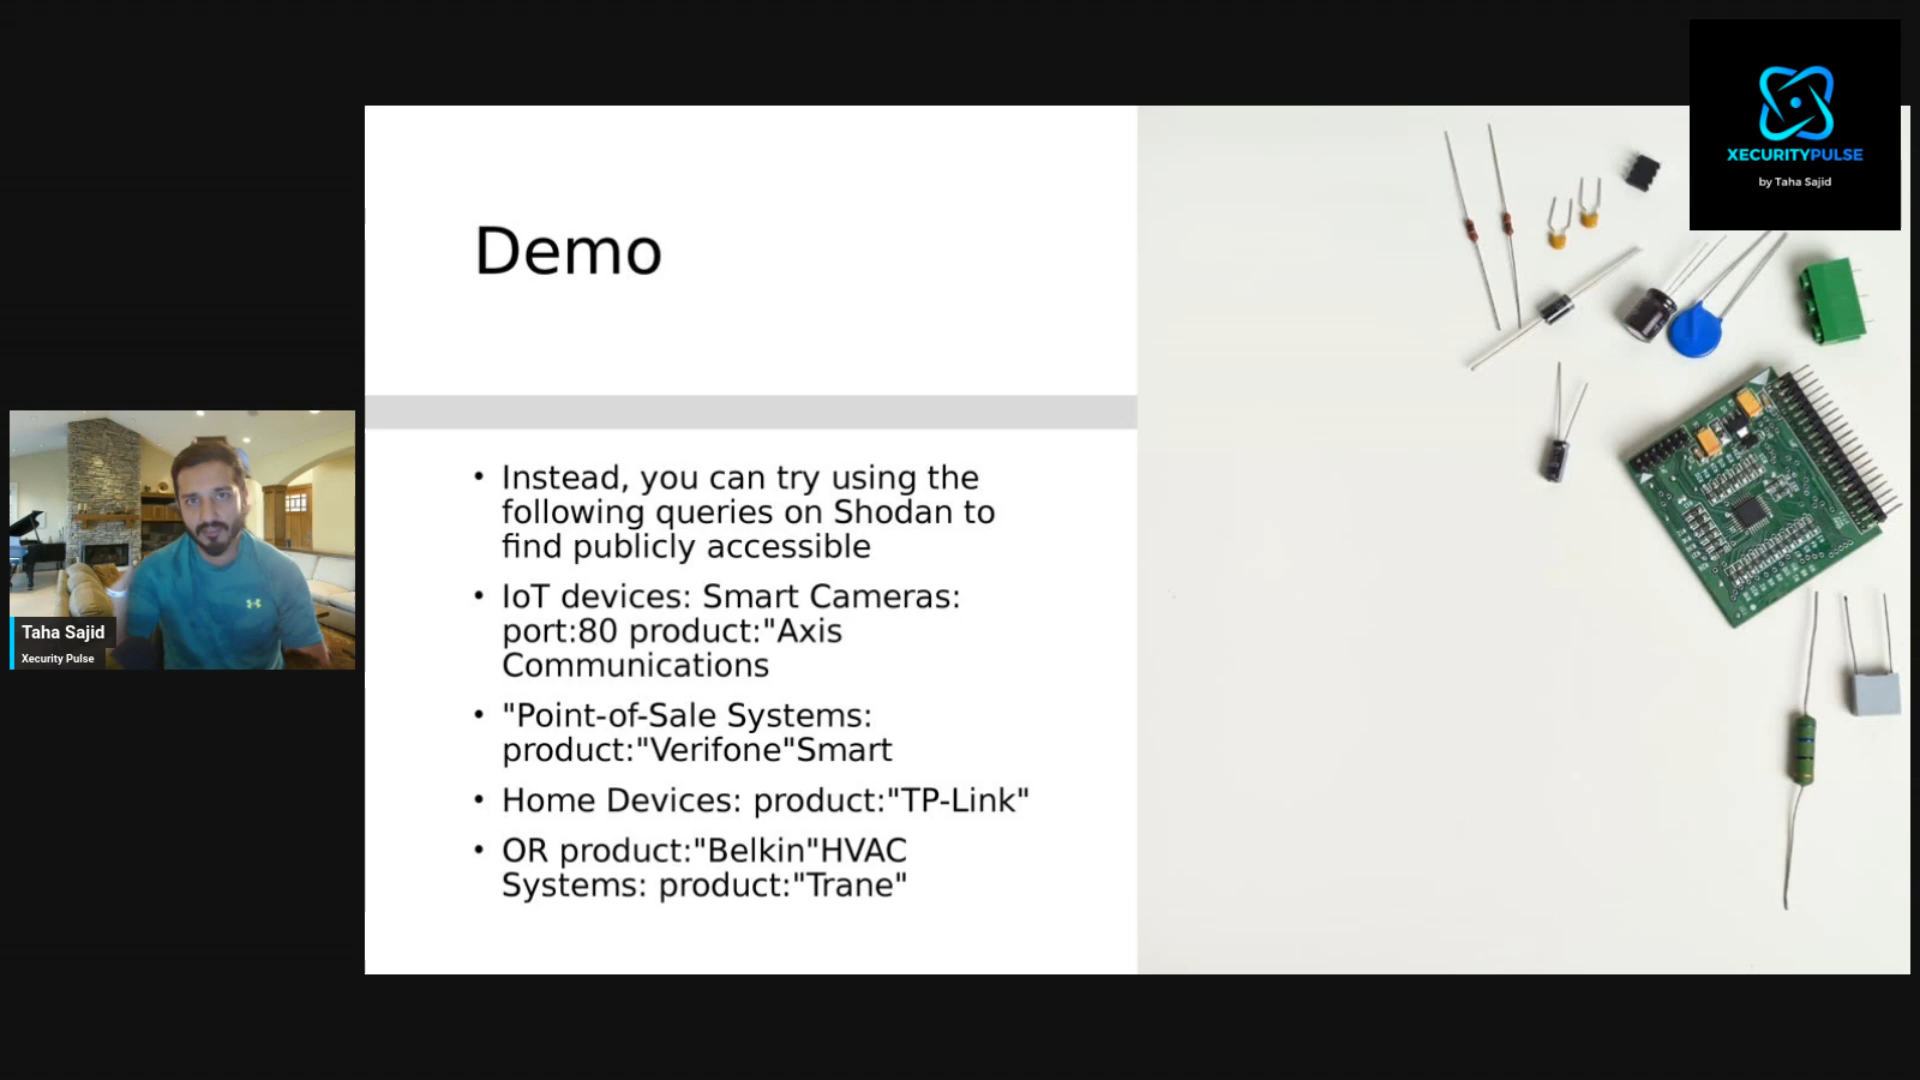 XECURITYPULSE
by Taha Sajid
Demo
• Instead, you can try using the
following queries on Shodan to
find publicly accessible
• IoT devices: Smart Cameras:
port:80 product:"Axis
Communications
• "Point-of-Sale Systems:
product:"Verifone"Smart
• Home Devices: product:"TP-Link"
• OR product:"Belkin"HVAC
Systems: product:"Trane"
Taha Sajid
Xecurity Pulse